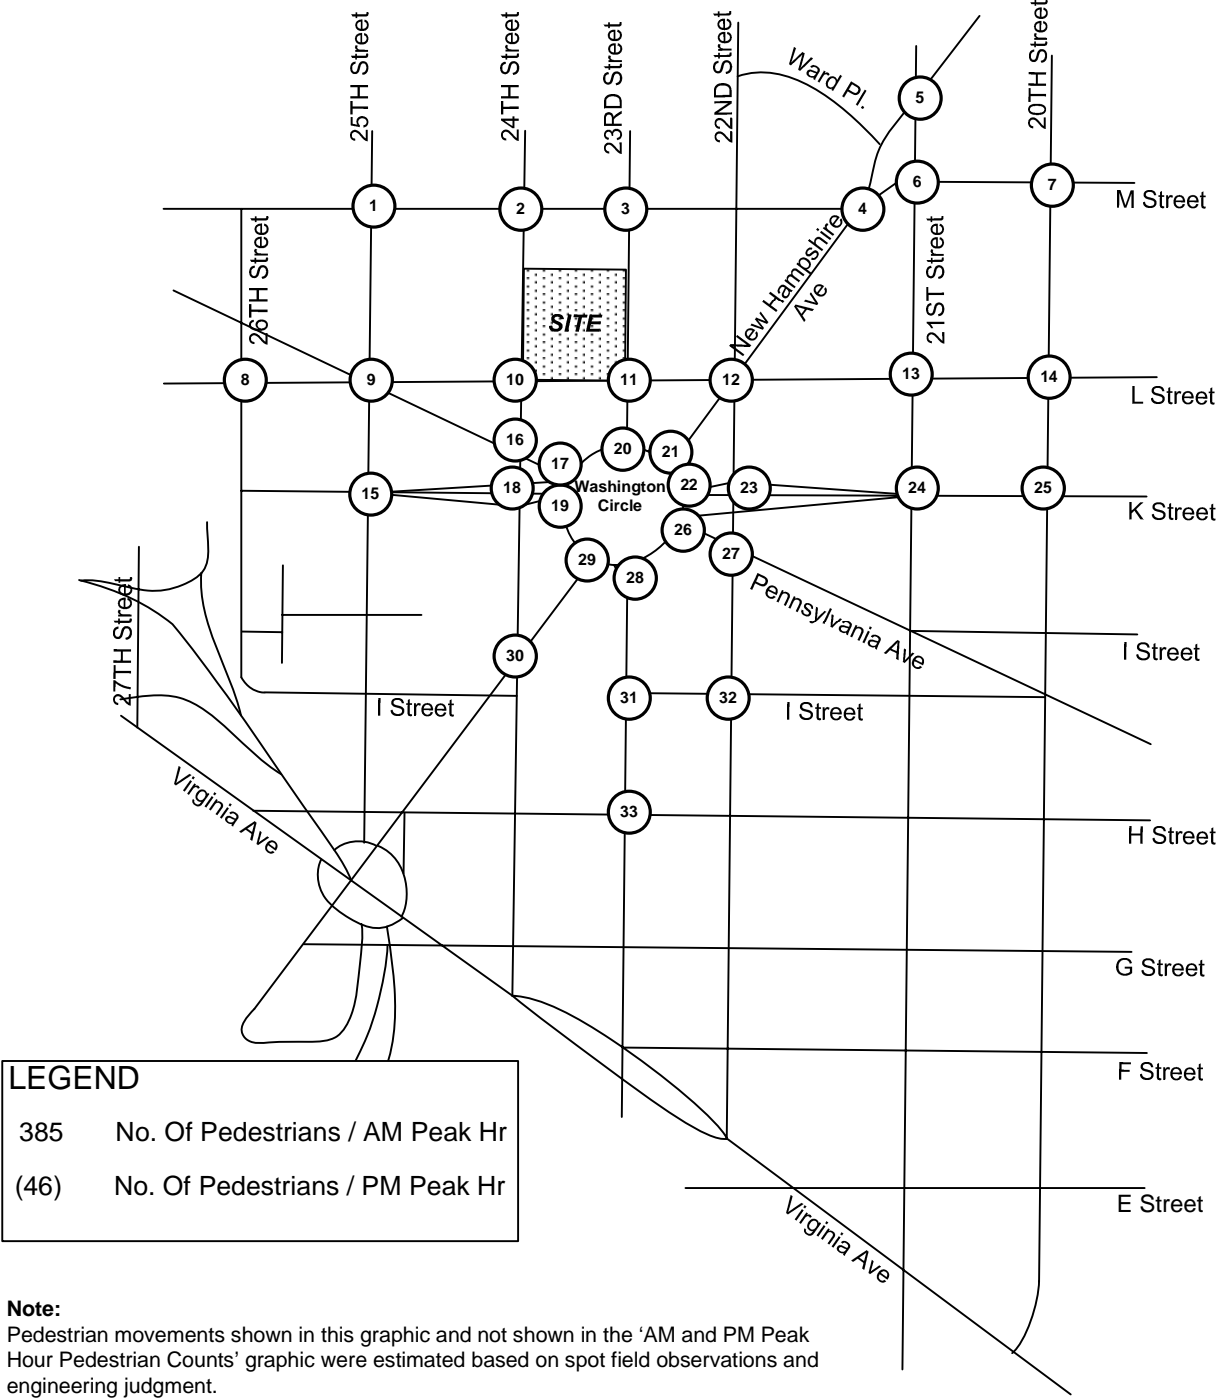 25TH Street
24TH Street
23RD Street
22ND Street
Ward Pl.
20TH Street
5
6
7
M Street
1
2
3
4
26TH Street
New Hampshire
Ave
21ST Street
SITE
8
9
10
11
12
13
14
L Street
16
17
20
21
15
18
19
Washington
Circle
22
23
24
25
K Street
26
27
29
28
Pennsylvania Ave
27TH Street
30
I Street
I Street
31
32
I Street
Virginia Ave
33
H Street
G Street
F Street
E Street
Virginia Ave
LEGEND
385 No. Of Pedestrians / AM Peak Hr
(46) No. Of Pedestrians / PM Peak Hr
Note:
Pedestrian movements shown in this graphic and not shown in the ‘AM and PM Peak
Hour Pedestrian Counts’ graphic were estimated based on spot field observations and
engineering judgment.